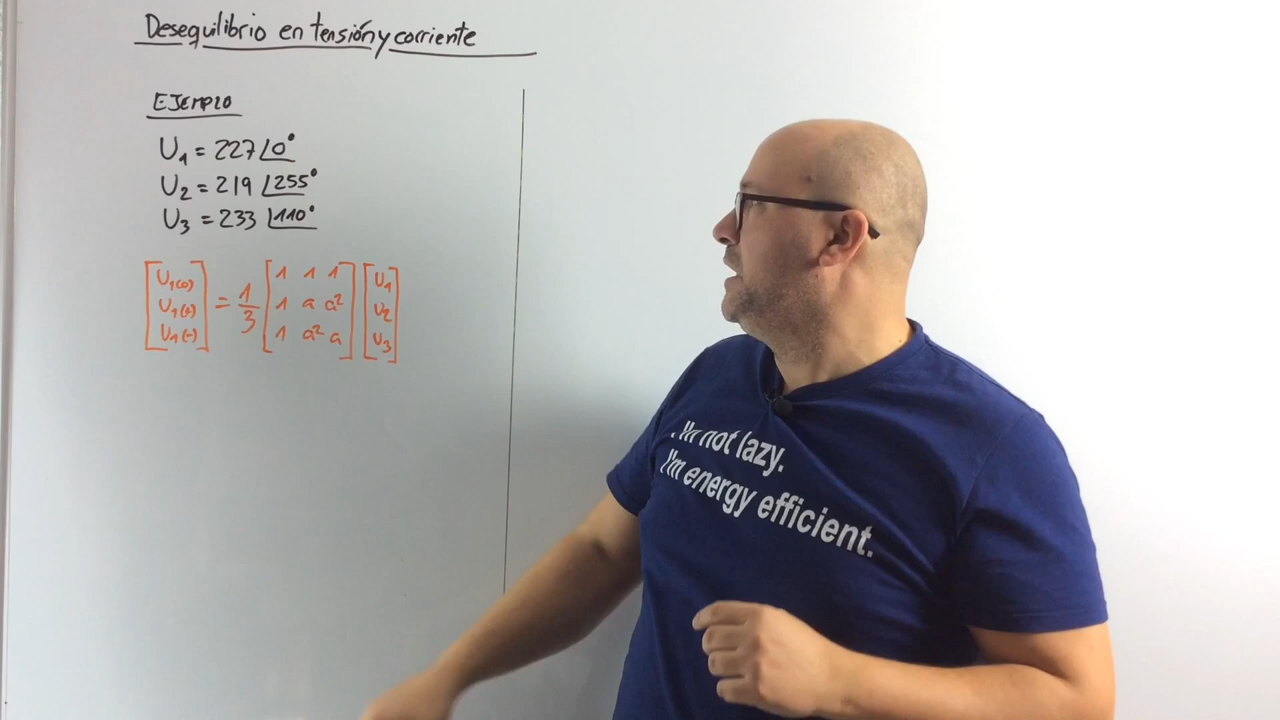 Desequilibrio en tensión y corriente
EJEMPLO
U1 = 227 ∠0°
U2 = 219 ∠255°
U3 = 233 ∠110°
[U1(0) U1(+) U1(-)] = 1/3 [1 1 1; 1 a a²; 1 a² a] [U1 U2 U3]
. I'm not lazy.
I'm energy efficient.